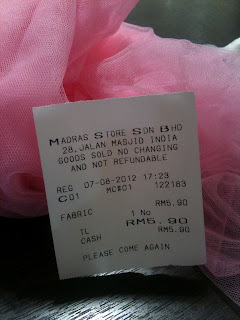 MADRAS STORE SDN BHD
28,JALAN MASJID INDIA
GOODS SOLD NO CHANGING
AND NOT REFUNDABLE
REG 07-08-2012 17:23
C01 MC#01 122183
RM5.90
FABRIC 1 No
RM5.90
TL RM5.90
CASH
PLEASE COME AGAIN